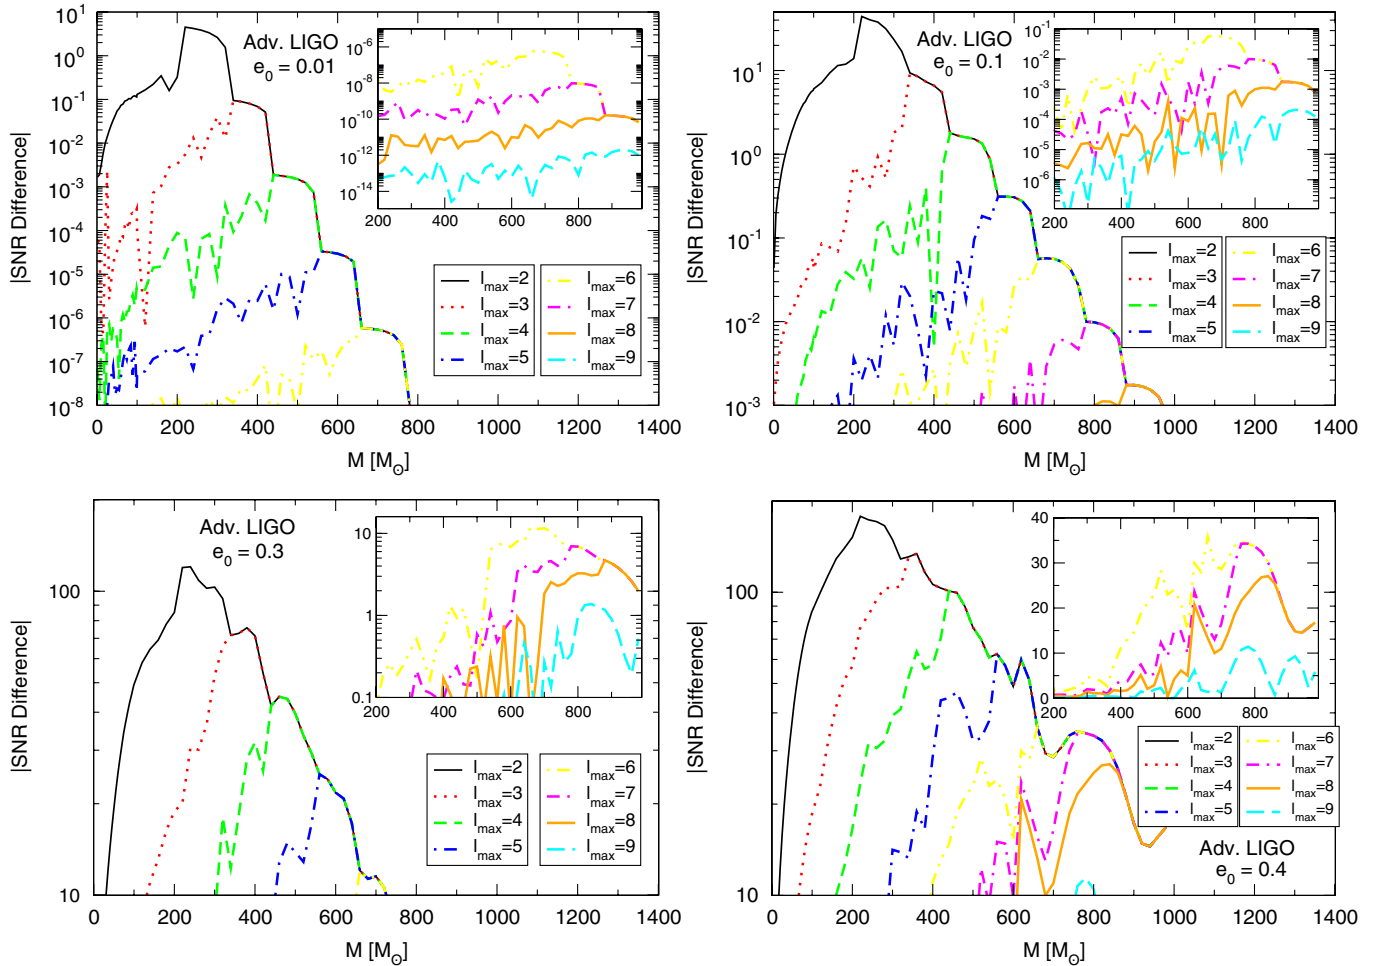 Adv. LIGO
e0 = 0.01
|SNR Difference|
10^1
10^0
10^-1
10^-2
10^-3
10^-4
10^-5
10^-6
10^-7
10^-8
0 200 400 600 800 1000 1200 1400
M [M⊙]
10^-6
10^-8
10^-10
10^-12
10^-14
200 400 600 800
lmax=2
lmax=3
lmax=4
lmax=5
lmax=6
lmax=7
lmax=8
lmax=9
Adv. LIGO
e0 = 0.1
|SNR Difference|
10^1
10^0
10^-1
10^-2
10^-3
0 200 400 600 800 1000 1200 1400
M [M⊙]
10^-1
10^-2
10^-3
10^-4
10^-5
10^-6
200 400 600 800
lmax=2
lmax=3
lmax=4
lmax=5
lmax=6
lmax=7
lmax=8
lmax=9
Adv. LIGO
e0 = 0.3
|SNR Difference|
100
10
0 200 400 600 800 1000 1200 1400
M [M⊙]
10
1
0.1
200 400 600 800
lmax=2
lmax=3
lmax=4
lmax=5
lmax=6
lmax=7
lmax=8
lmax=9
|SNR Difference|
100
10
0 200 400 600 800 1000 1200 1400
M [M⊙]
40
30
20
10
0
200 400 600 800
lmax=2
lmax=3
lmax=4
lmax=5
lmax=6
lmax=7
lmax=8
lmax=9
Adv. LIGO
e0 = 0.4